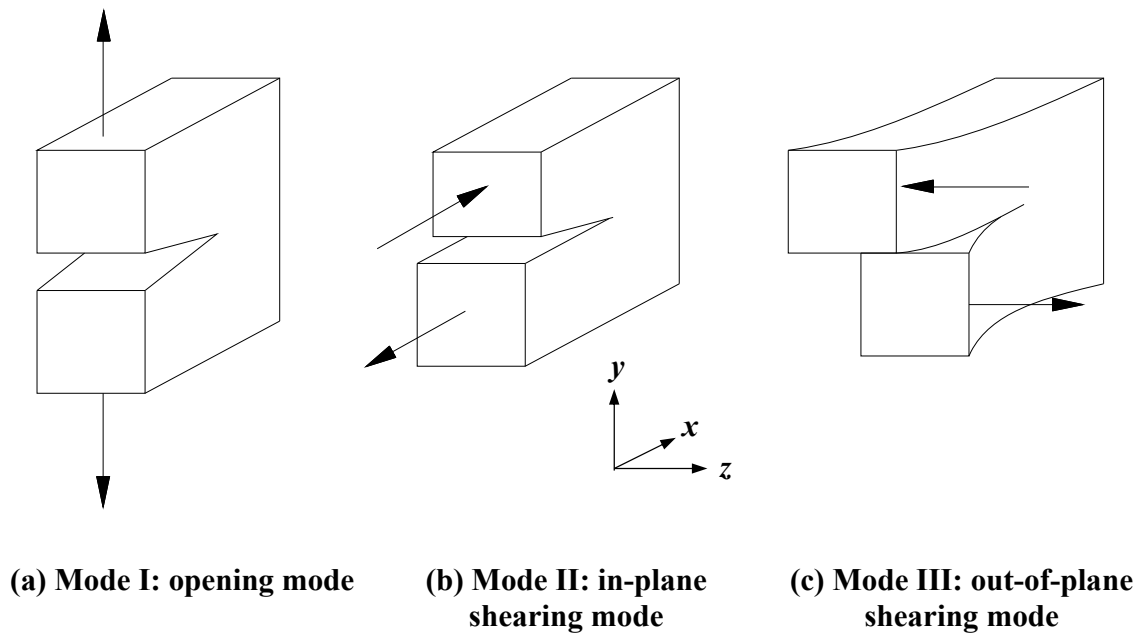 y
x
z
(a) Mode I: opening mode
(b) Mode II: in-plane
shearing mode
(c) Mode III: out-of-plane
shearing mode